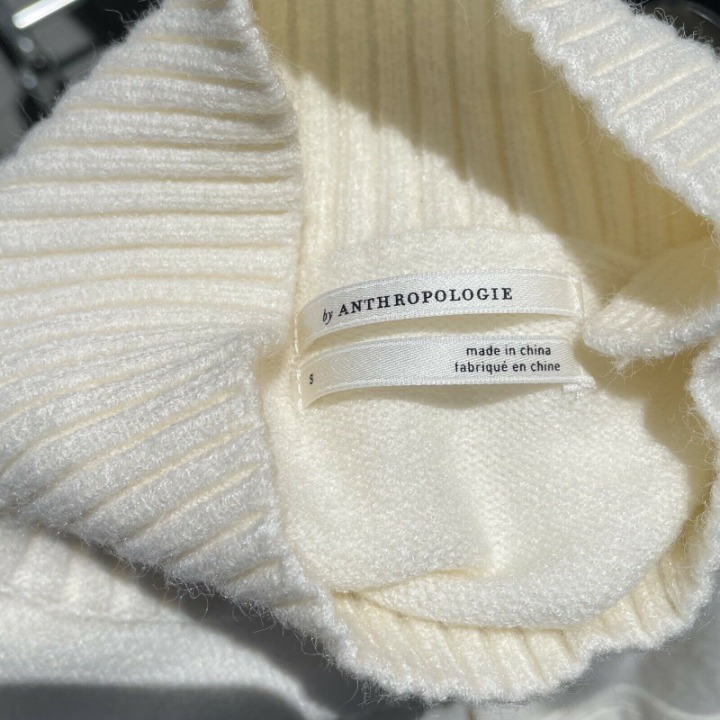 by ANTHROPOLOGIE
made in china
S
fabriqué en chine